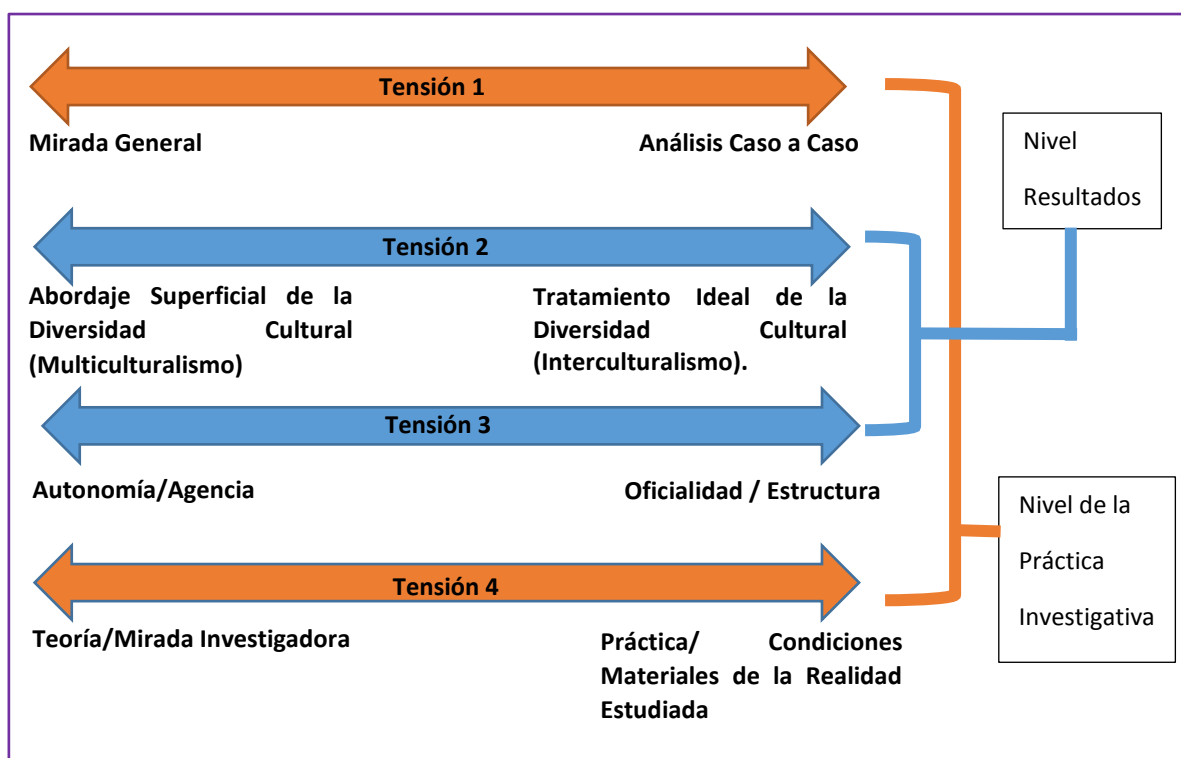 Tensión 1
Mirada General
Análisis Caso a Caso
Nivel
Resultados
Tensión 2
Abordaje Superficial de la
Diversidad Cultural
(Multiculturalismo)
Tratamiento Ideal de la
Diversidad Cultural
(Interculturalismo).
Tensión 3
Autonomía/Agencia
Oficialidad / Estructura
Nivel de la
Práctica
Investigativa
Tensión 4
Teoría/Mirada Investigadora
Práctica/ Condiciones
Materiales de la Realidad
Estudiada